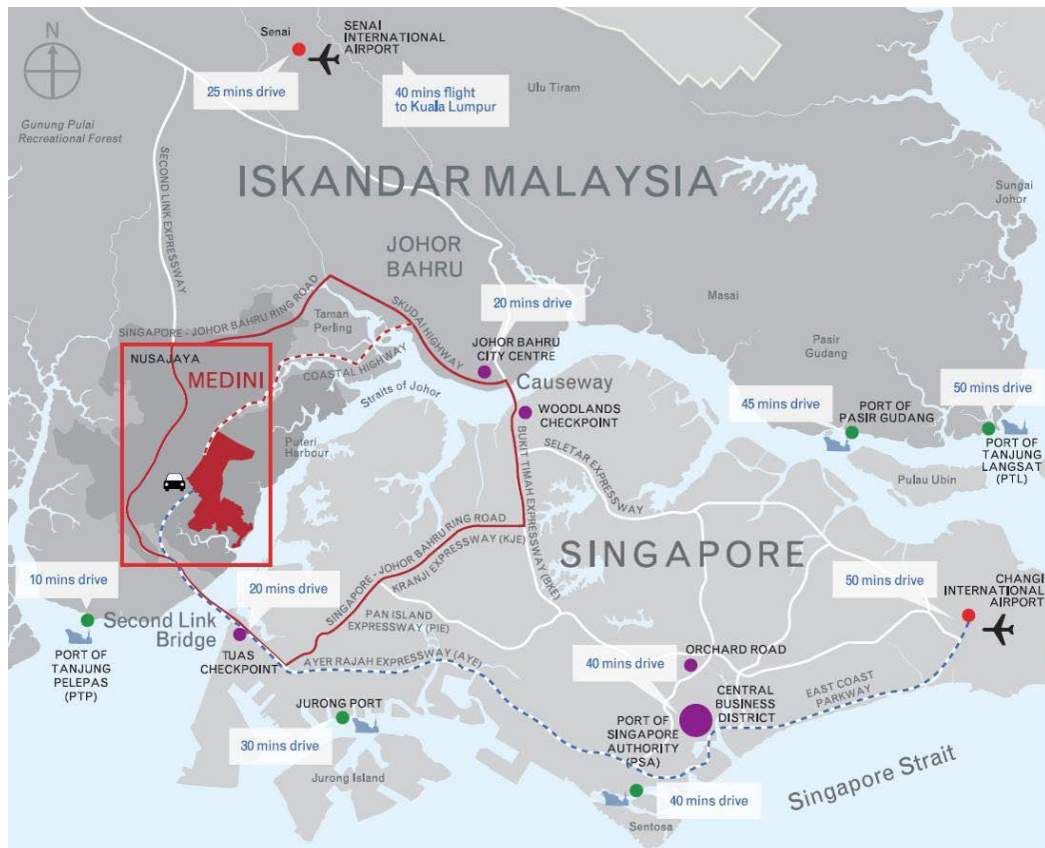 N
Senai
SENAI
INTERNATIONAL
AIRPORT
25 mins drive
40 mins flight
to Kuala Lumpur
Ulu Tiram
Gunung Pulai
Recreational Forest
SECOND LINK EXPRESSWAY
ISKANDAR MALAYSIA
Sungai
Johor
JOHOR
BAHRU
SINGAPORE - JOHOR BAHRU RING ROAD
Taman
Perling
SKUDAI HIGHWAY
20 mins drive
Masai
NUSAJAYA
MEDINI
COASTAL HIGHWAY
JOHOR BAHRU
CITY CENTRE
Straits of Johor
Causeway
WOODLANDS
CHECKPOINT
Pasir
Gudang
45 mins drive
PORT OF
PASIR GUDANG
50 mins drive
PORT OF
TANJUNG
LANGSAT
(PTL)
Puteri
Harbour
BUKIT TIMAH EXPRESSWAY (BKE)
SELETAR EXPRESSWAY
Pulau Ubin
SINGAPORE - JOHOR BAHRU RING ROAD
KRANJI EXPRESSWAY (KJE)
SINGAPORE
10 mins drive
20 mins drive
50 mins drive
CHANGI
INTERNATIONAL
AIRPORT
Second Link
Bridge
PAN ISLAND
EXPRESSWAY (PIE)
TUAS
CHECKPOINT
AYER RAJAH EXPRESSWAY (AYE)
PORT OF
TANJUNG
PELEPAS
(PTP)
40 mins drive
ORCHARD ROAD
EAST COAST
PARKWAY
JURONG PORT
CENTRAL
BUSINESS
DISTRICT
PORT OF
SINGAPORE
AUTHORITY
(PSA)
30 mins drive
Jurong Island
40 mins drive
Sentosa
Singapore Strait